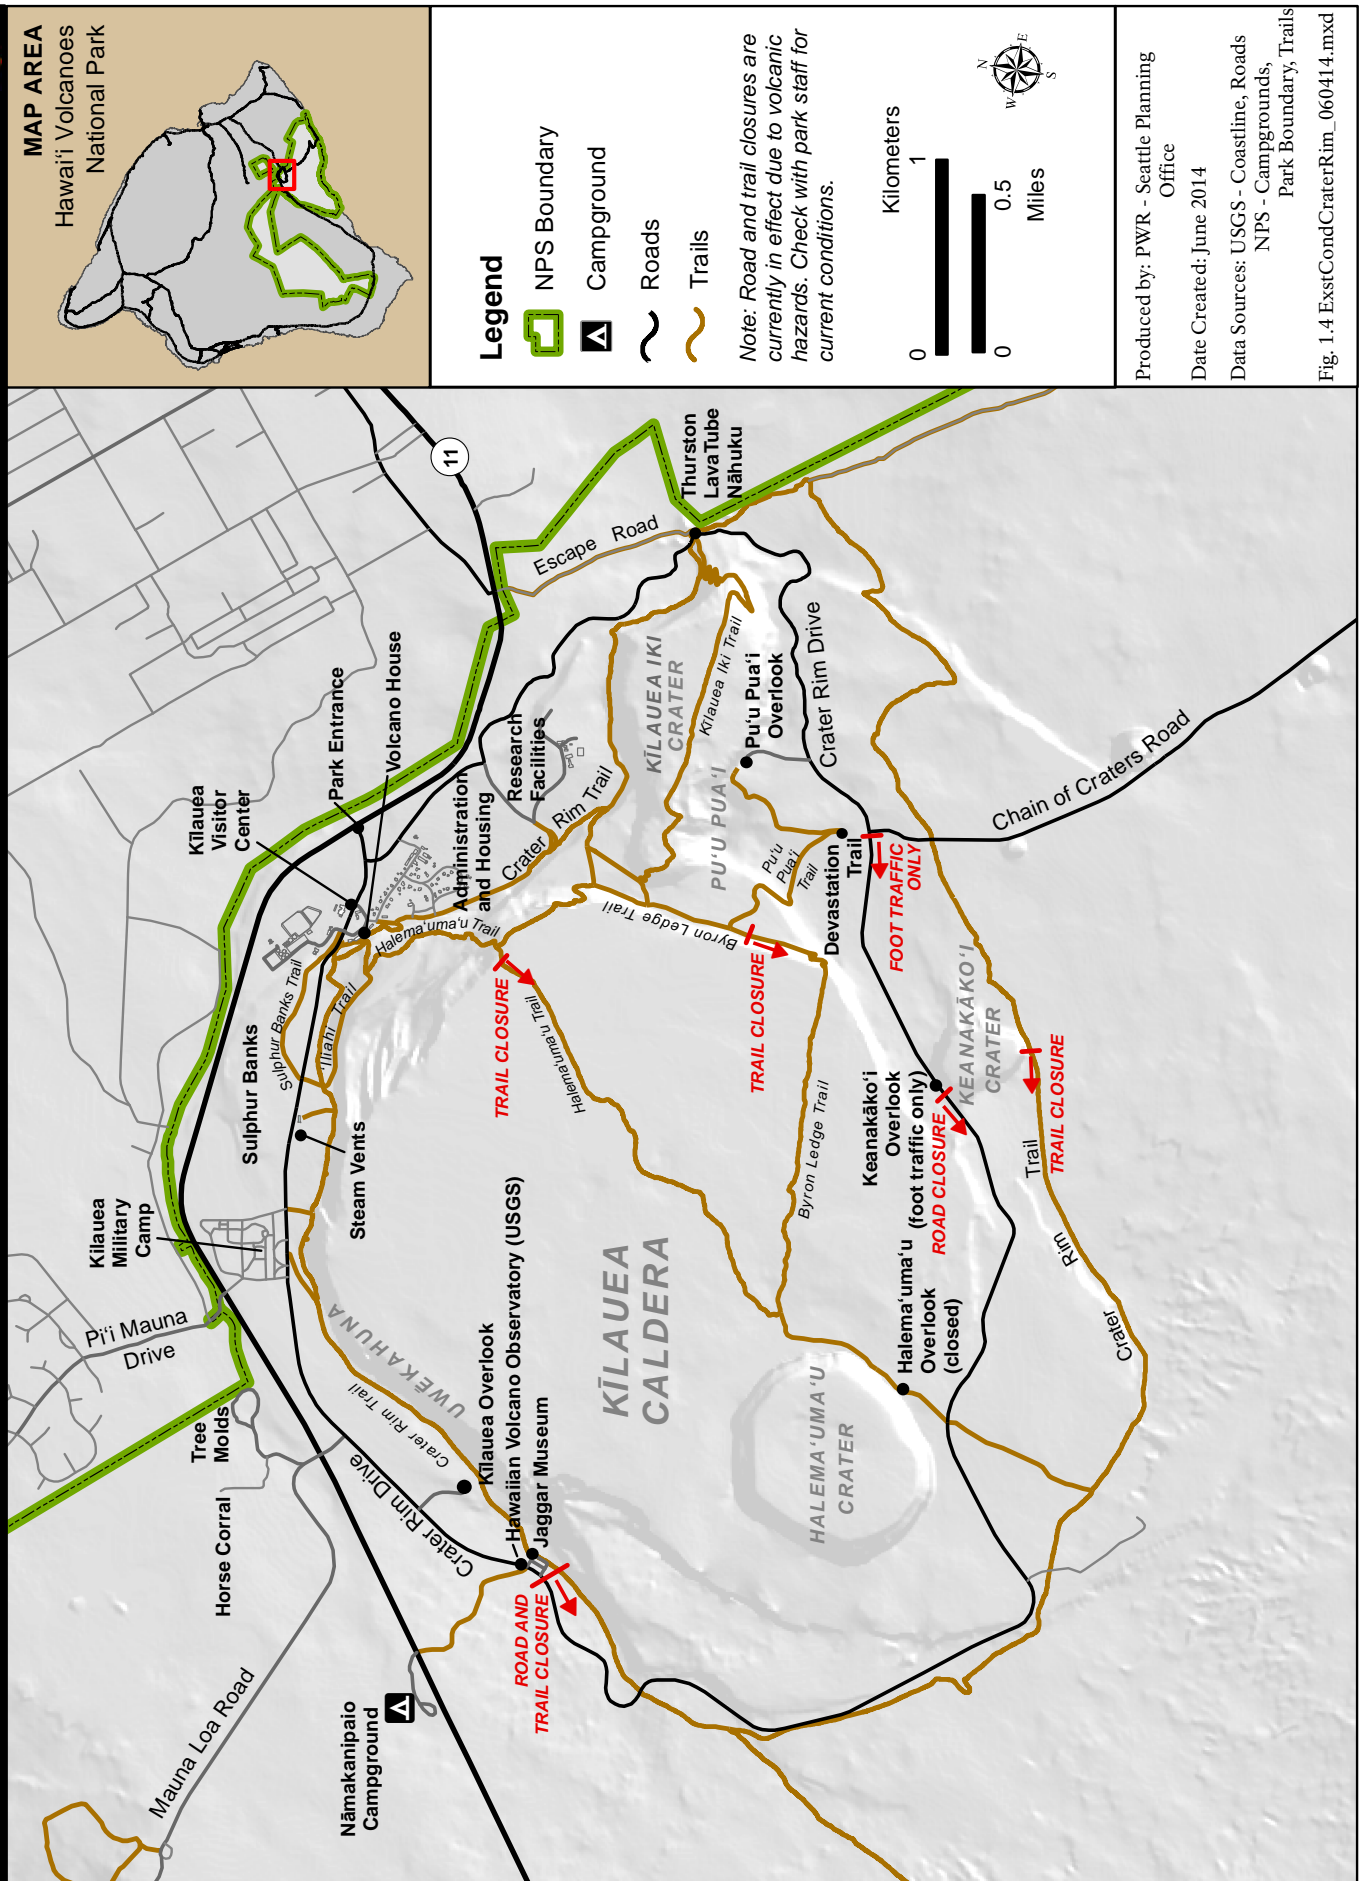 MAP AREA
Hawai‘i Volcanoes
National Park
Legend
NPS Boundary
Campground
Roads
Trails
Note: Road and trail closures are
currently in effect due to volcanic
hazards. Check with park staff for
current conditions.
Kilometers
0
1
0
0.5
Miles
N
E
S
W
Produced by: PWR - Seattle Planning
Office
Date Created: June 2014
Data Sources: USGS - Coastline, Roads
NPS - Campgrounds,
Park Boundary, Trails
Fig. 1.4 ExstCondCraterRim_060414.mxd
Mauna Loa Road
Nāmakanipaio
Campground
Horse Corral
Tree
Molds
Pi‘i Mauna
Drive
Kīlauea
Military
Camp
Sulphur Banks
Steam Vents
Sulphur Banks Trail
‘Iliahi Trail
Kīlauea
Visitor
Center
Park Entrance
Volcano House
11
Administration
and Housing
Research
Facilities
Escape Road
Thurston
LavaTube
Nāhuku
Crater Rim Drive
Crater Rim Trail
UWĒKAHUNA
Kīlauea Overlook
Hawaiian Volcano Observatory (USGS)
Jaggar Museum
ROAD AND
TRAIL CLOSURE
Halema‘uma‘u Trail
TRAIL CLOSURE
Halema‘uma‘u Trail
Crater Rim Trail
KĪLAUEA IKI
CRATER
Kīlauea Iki Trail
Pu‘u Pua‘i
Overlook
PU‘U PUA‘I
Pu‘u
Pua‘i
Trail
Crater Rim Drive
Byron Ledge Trail
TRAIL CLOSURE
Byron Ledge Trail
Devastation
Trail
FOOT TRAFFIC
ONLY
Chain of Craters Road
KĪLAUEA
CALDERA
HALEMA‘UMA‘U
CRATER
Halema‘uma‘u
Overlook
(closed)
Keanakāko‘i
Overlook
(foot traffic only)
ROAD CLOSURE
KEANAKĀKO‘I
CRATER
TRAIL CLOSURE
Crater
Rim
Trail